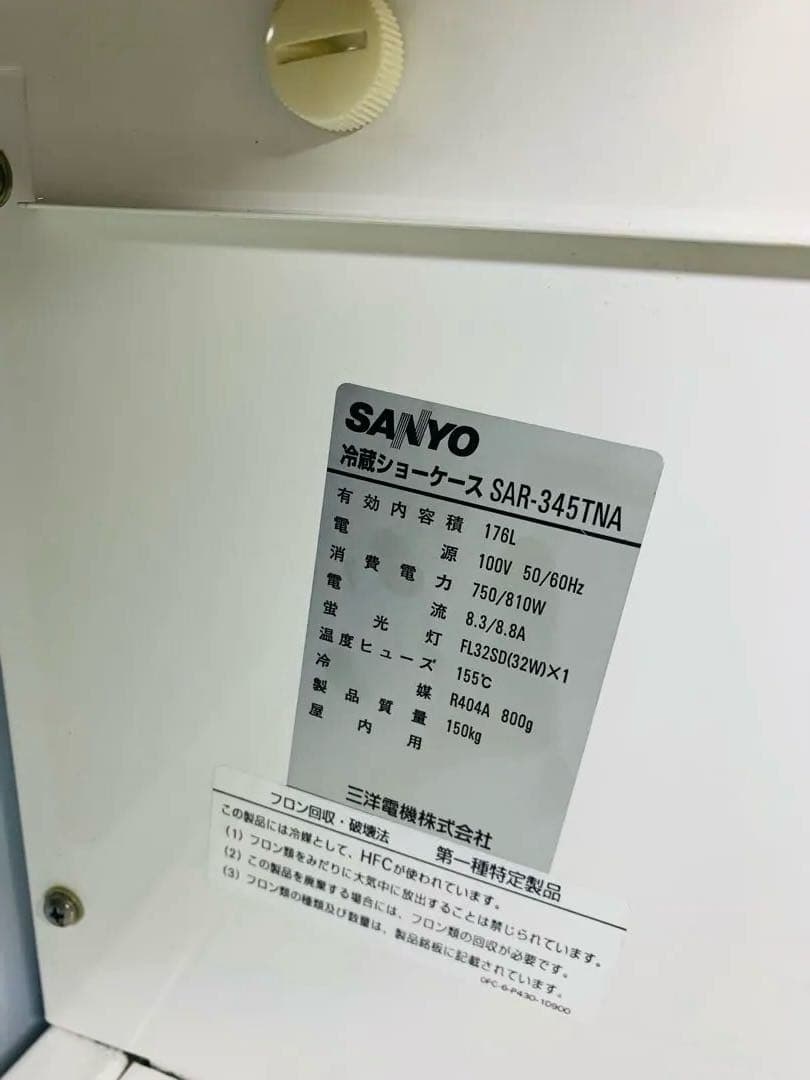 SANYO
冷蔵ショーケース SAR-345TNA
有効内容積 176L
電源 100V 50/60Hz
消費電力 750/810W
電流 8.3/8.8A
蛍光灯 FL32SD(32W)×1
温度ヒューズ 155℃
冷媒 R404A 800g
製品質量 150kg
屋内用
三洋電機株式会社
フロン回収・破壊法 第一種特定製品
この製品には冷媒として、HFCが使われています。
(1) フロン類をみだりに大気中に放出することは禁じられています。
(2) この製品を廃棄する場合には、フロン類の回収が必要です。
(3) フロン類の種類及び数量は、製品銘板に記載されています。
OFC-6-P430-10900